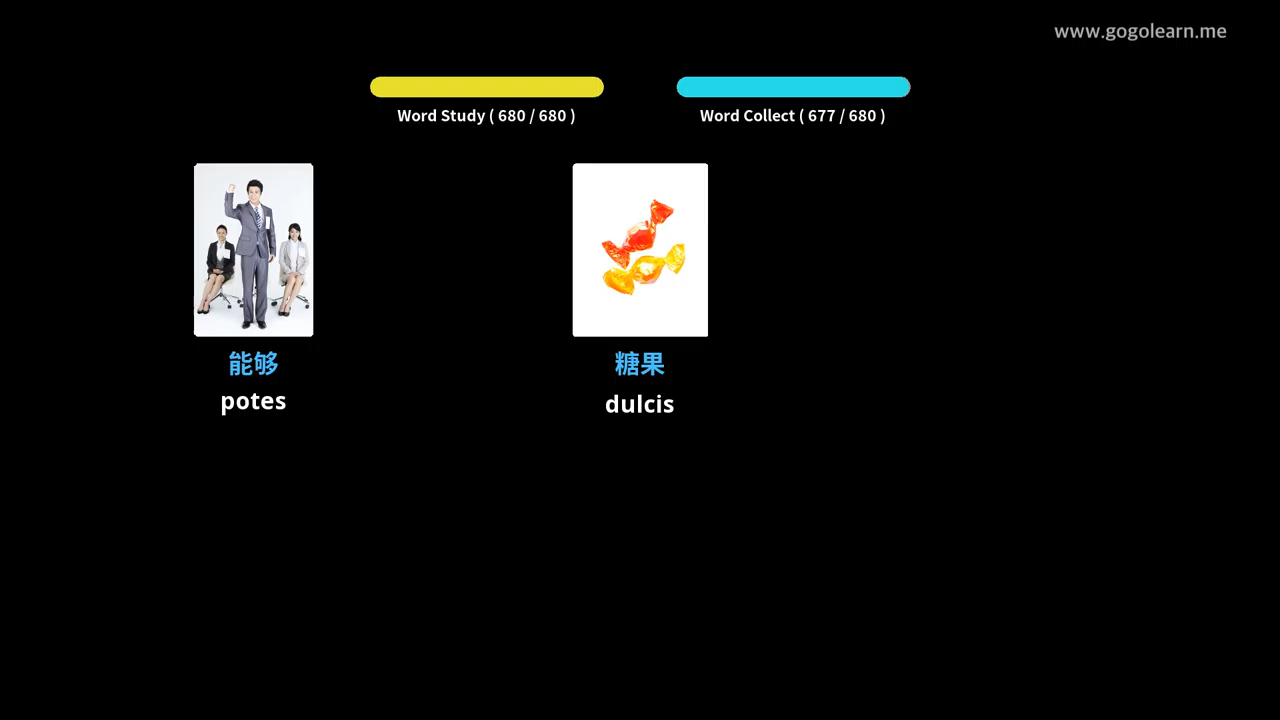 www.gogolearn.me
Word Study ( 680 / 680 )
Word Collect ( 677 / 680 )
能够
potes
糖果
dulcis